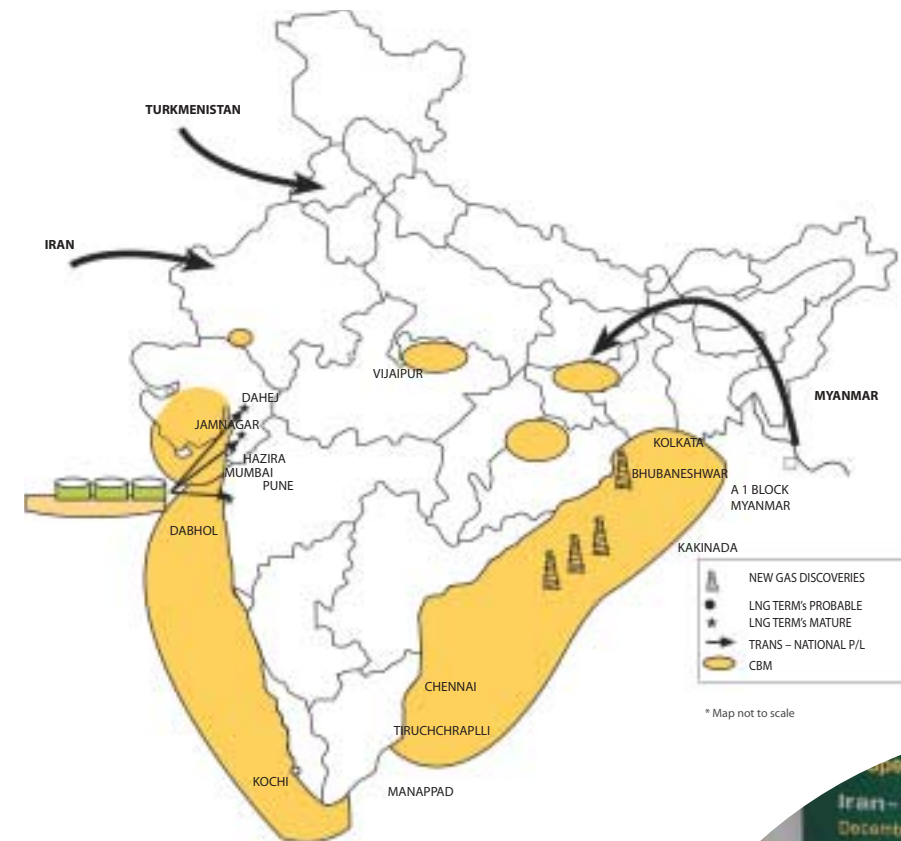 TURKMENISTAN
IRAN
VIJAIPUR
MYANMAR
DAHEJ
JAMNAGAR
HAZIRA
MUMBAI
PUNE
DABHOL
KOLKATA
BHUBANESHWAR
A 1 BLOCK
MYANMAR
KAKINADA
NEW GAS DISCOVERIES
LNG TERM's PROBABLE
LNG TERM's MATURE
TRANS – NATIONAL P/L
CBM
* Map not to scale
CHENNAI
TIRUCHCHRAPLLI
KOCHI
MANAPPAD
Iran–